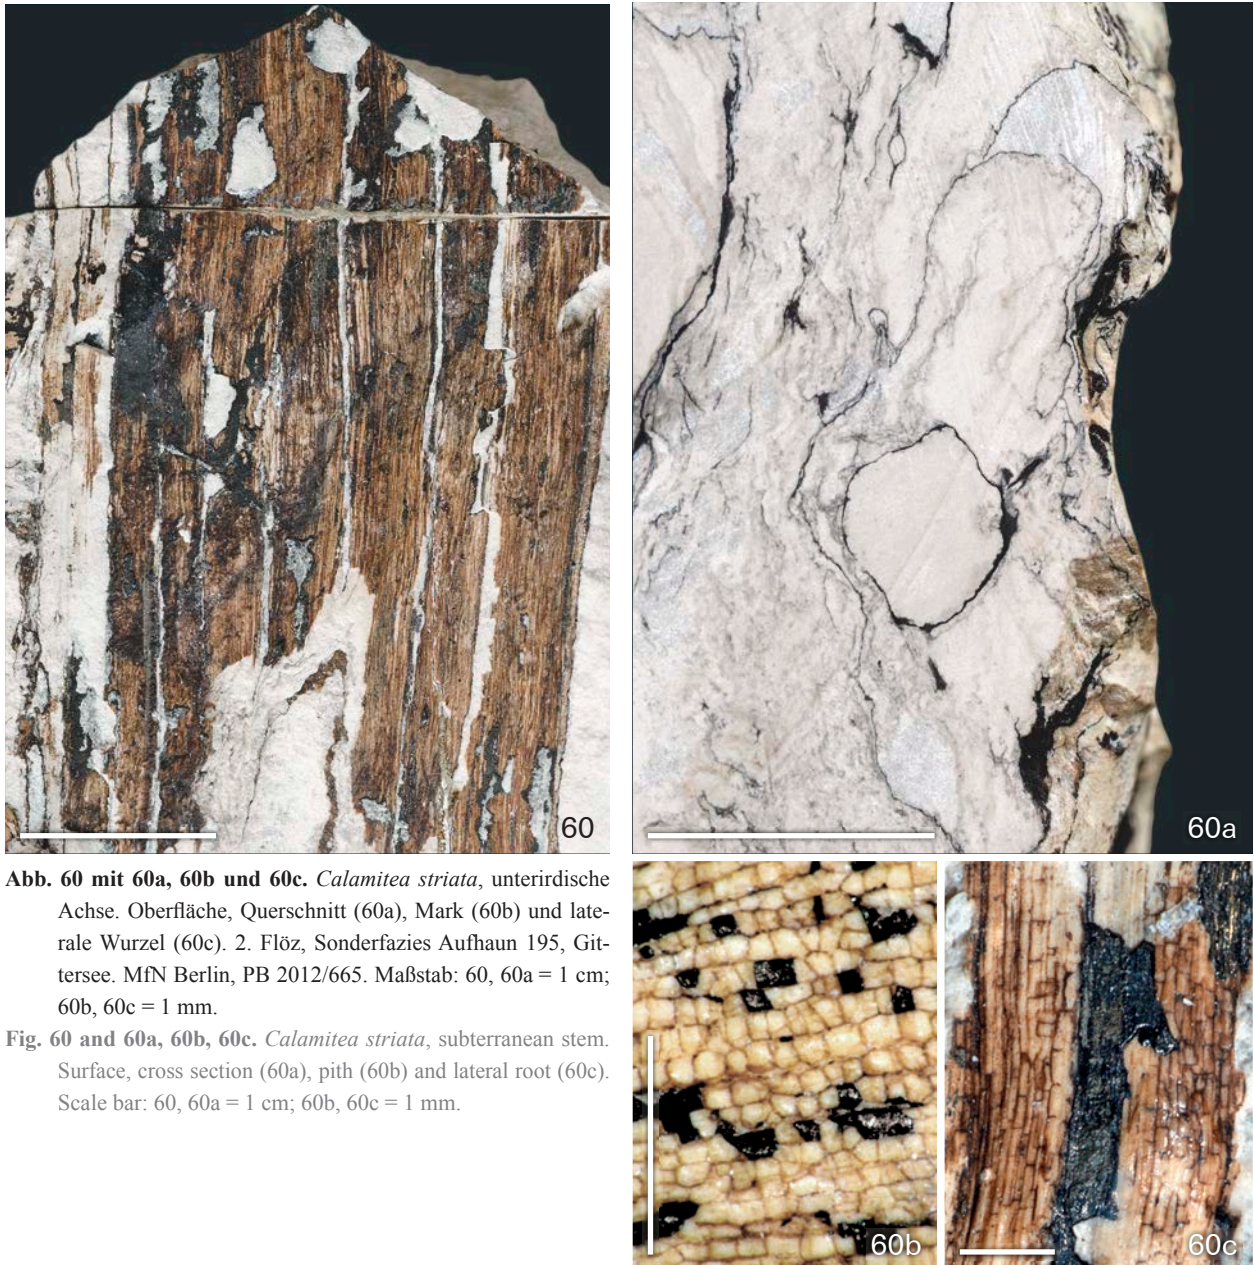 60
60a
Abb. 60 mit 60a, 60b und 60c. Calamitea striata, unterirdische
Achse. Oberfläche, Querschnitt (60a), Mark (60b) und late-
rale Wurzel (60c). 2. Flöz, Sonderfazies Aufhaun 195, Git-
tersee. MfN Berlin, PB 2012/665. Maßstab: 60, 60a = 1 cm;
60b, 60c = 1 mm.
Fig. 60 and 60a, 60b, 60c. Calamitea striata, subterranean stem.
Surface, cross section (60a), pith (60b) and lateral root (60c).
Scale bar: 60, 60a = 1 cm; 60b, 60c = 1 mm.
60b
60c